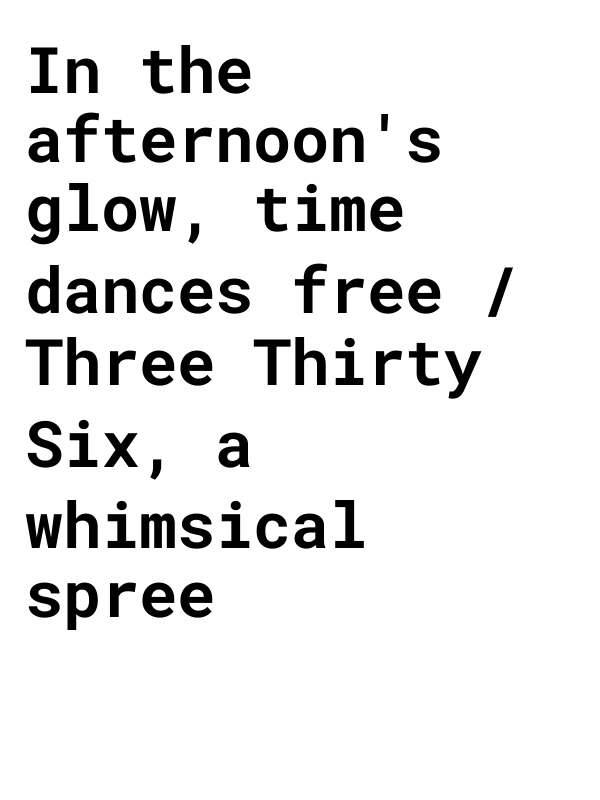 In the
afternoon's
glow, time
dances free /
Three Thirty
Six, a
whimsical
spree